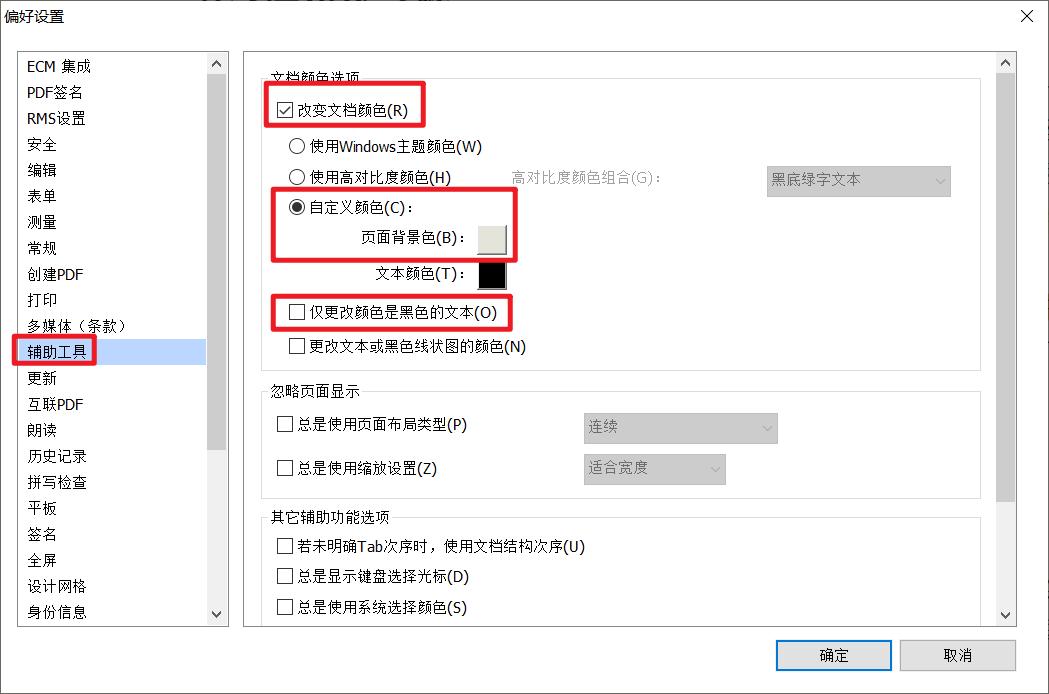 偏好设置
ECM 集成
PDF签名
RMS设置
安全
编辑
表单
测量
常规
创建PDF
打印
多媒体（条款）
辅助工具
更新
互联PDF
朗读
历史记录
拼写检查
平板
签名
全屏
设计网格
身份信息
文档颜色选项
改变文档颜色(R)
使用Windows主题颜色(W)
使用高对比度颜色(H) 高对比度颜色组合(G)： 黑底绿字文本
自定义颜色(C)：
页面背景色(B)：
文本颜色(T)：
仅更改颜色是黑色的文本(O)
更改文本或黑色线状图的颜色(N)
忽略页面显示
总是使用页面布局类型(P) 连续
总是使用缩放设置(Z) 适合宽度
其它辅助功能选项
若未明确Tab次序时，使用文档结构次序(U)
总是显示键盘选择光标(D)
总是使用系统选择颜色(S)
确定 取消